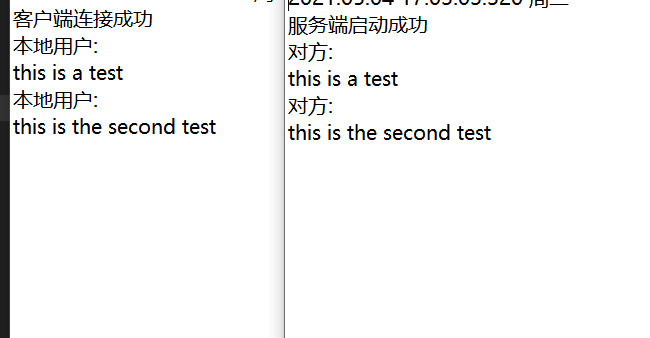 客户端连接成功
本地用户:
this is a test
本地用户:
this is the second test
服务端启动成功
对方:
this is a test
对方:
this is the second test